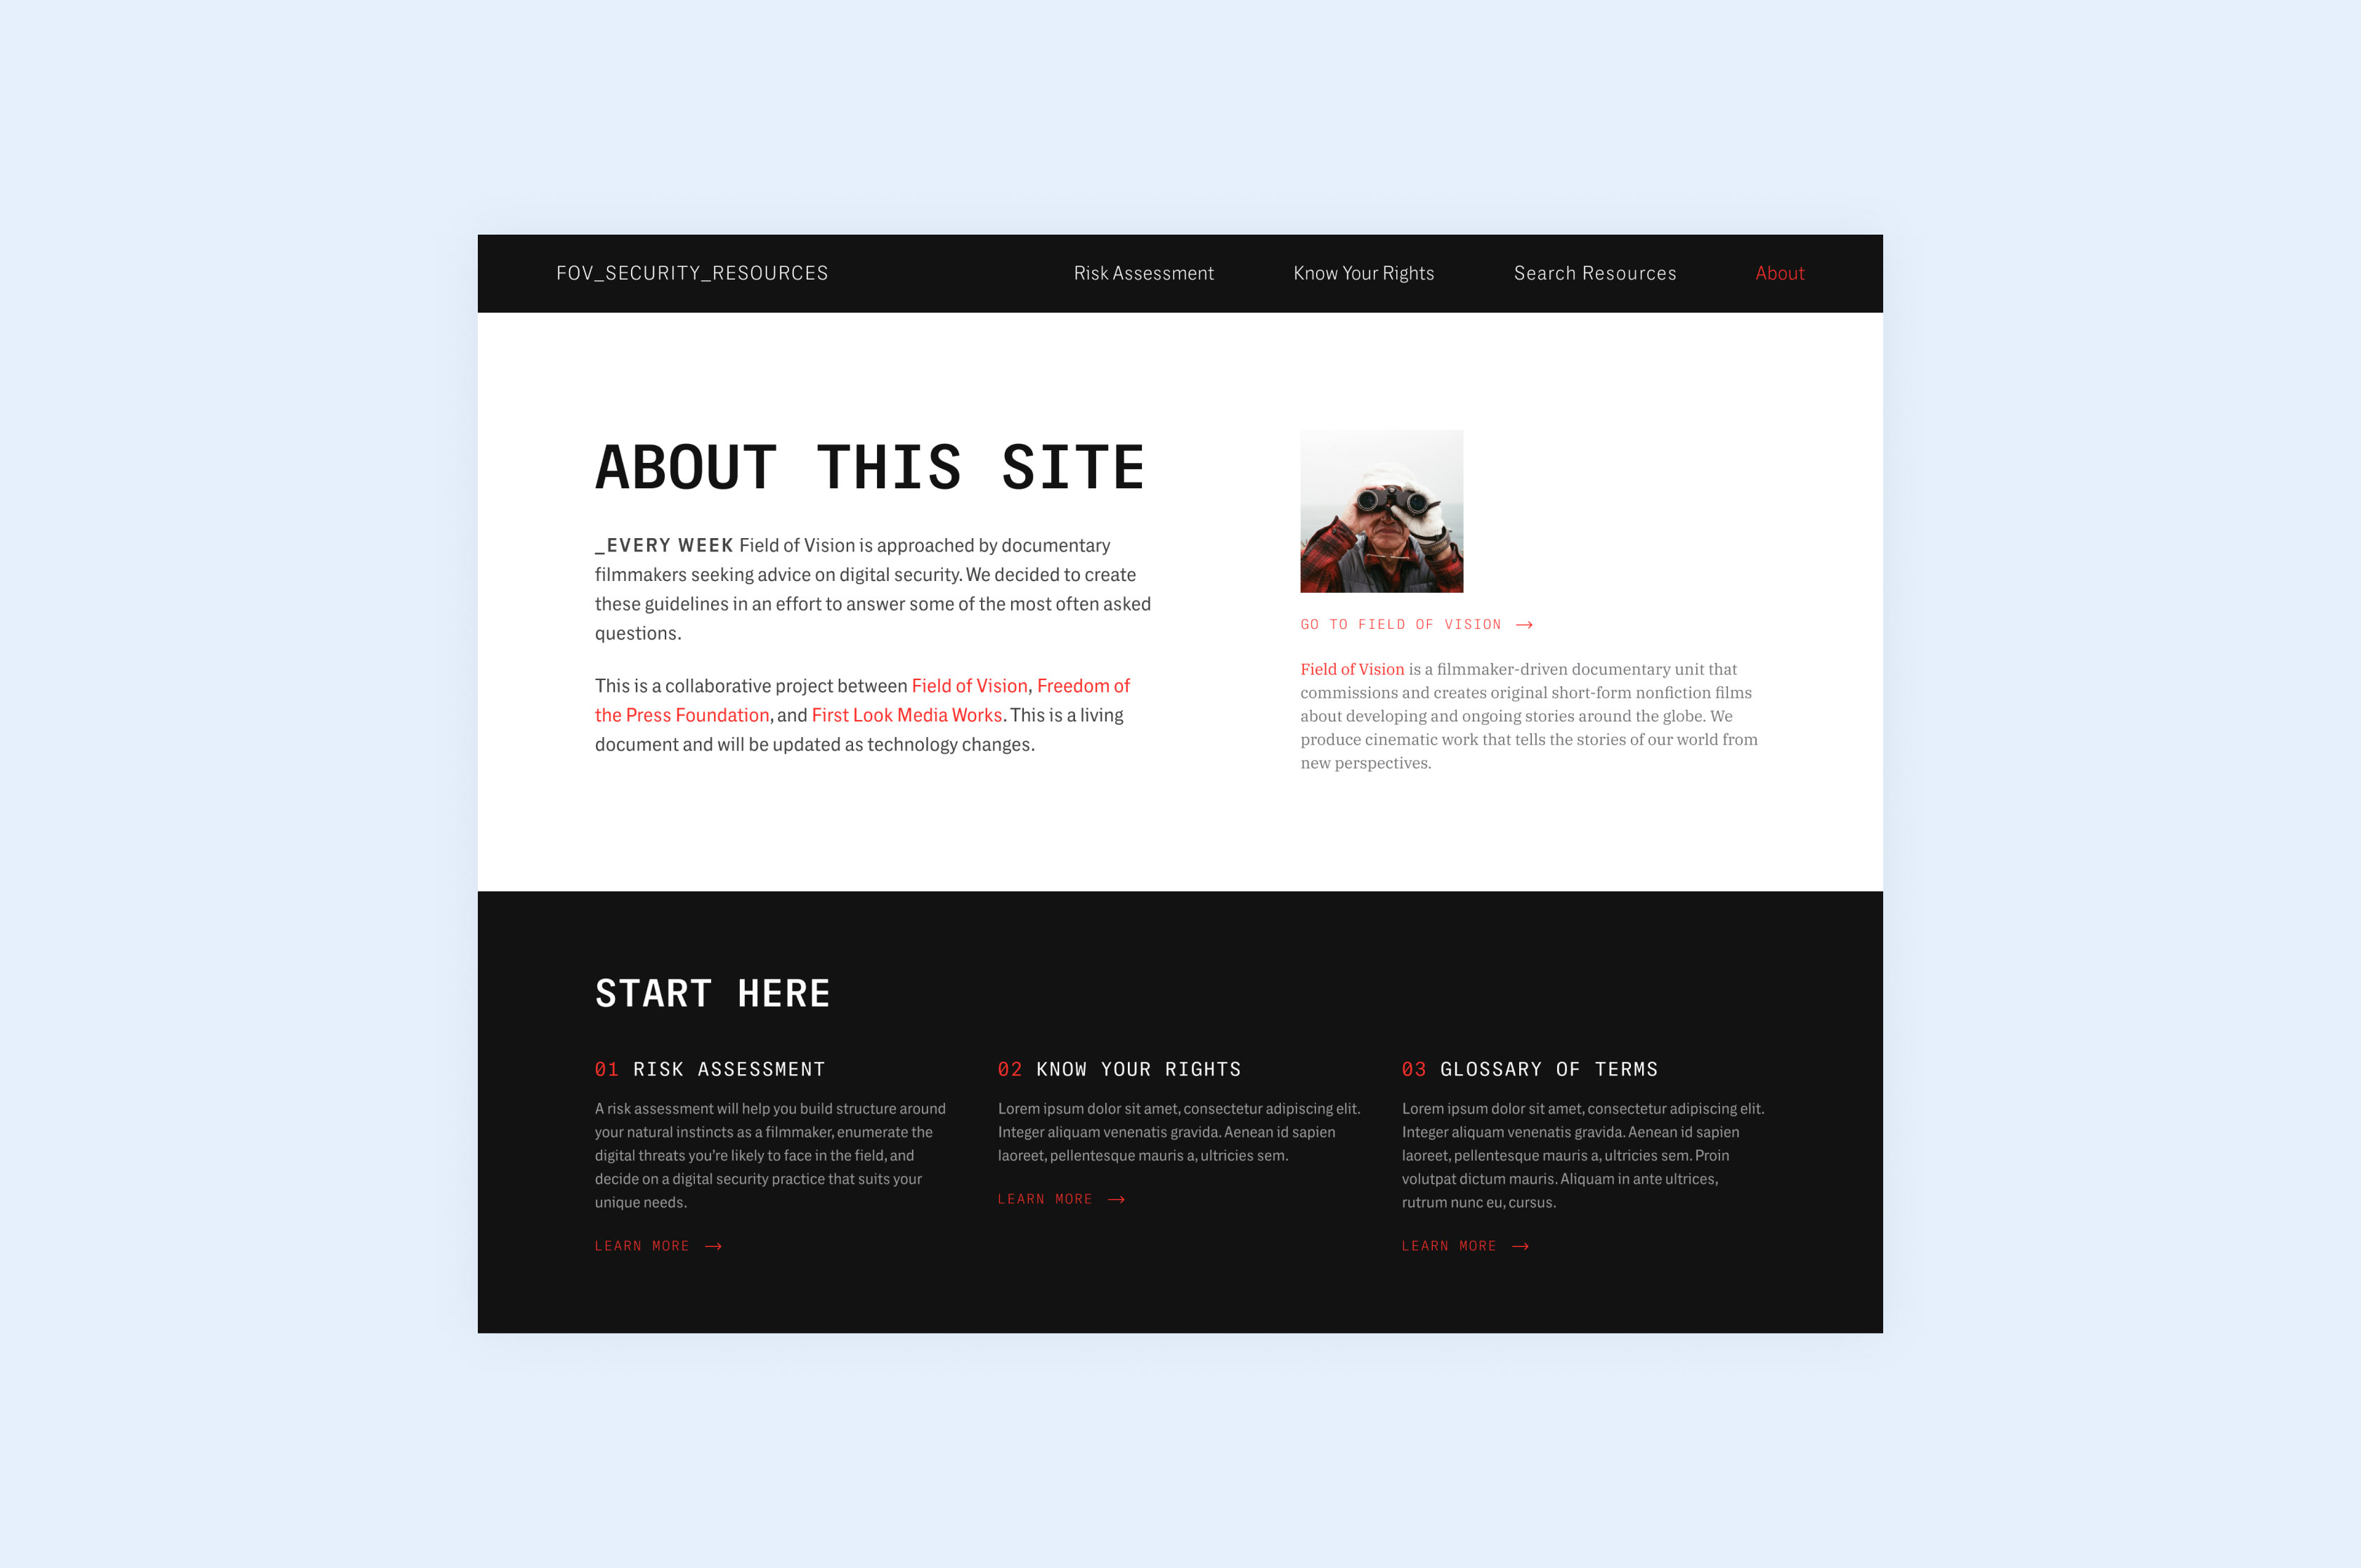 FOV_SECURITY_RESOURCES
Risk Assessment
Know Your Rights
Search Resources
About
ABOUT THIS SITE
_EVERY WEEK Field of Vision is approached by documentary
filmmakers seeking advice on digital security. We decided to create
these guidelines in an effort to answer some of the most often asked
questions.
This is a collaborative project between Field of Vision, Freedom of
the Press Foundation, and First Look Media Works. This is a living
document and will be updated as technology changes.
GO TO FIELD OF VISION →
Field of Vision is a filmmaker-driven documentary unit that
commissions and creates original short-form nonfiction films
about developing and ongoing stories around the globe. We
produce cinematic work that tells the stories of our world from
new perspectives.
START HERE
01 RISK ASSESSMENT
A risk assessment will help you build structure around
your natural instincts as a filmmaker, enumerate the
digital threats you’re likely to face in the field, and
decide on a digital security practice that suits your
unique needs.
LEARN MORE →
02 KNOW YOUR RIGHTS
Lorem ipsum dolor sit amet, consectetur adipiscing elit.
Integer aliquam venenatis gravida. Aenean id sapien
laoreet, pellentesque mauris a, ultricies sem.
LEARN MORE →
03 GLOSSARY OF TERMS
Lorem ipsum dolor sit amet, consectetur adipiscing elit.
Integer aliquam venenatis gravida. Aenean id sapien
laoreet, pellentesque mauris a, ultricies sem. Proin
volutpat dictum mauris. Aliquam in ante ultrices,
rutrum nunc eu, cursus.
LEARN MORE →